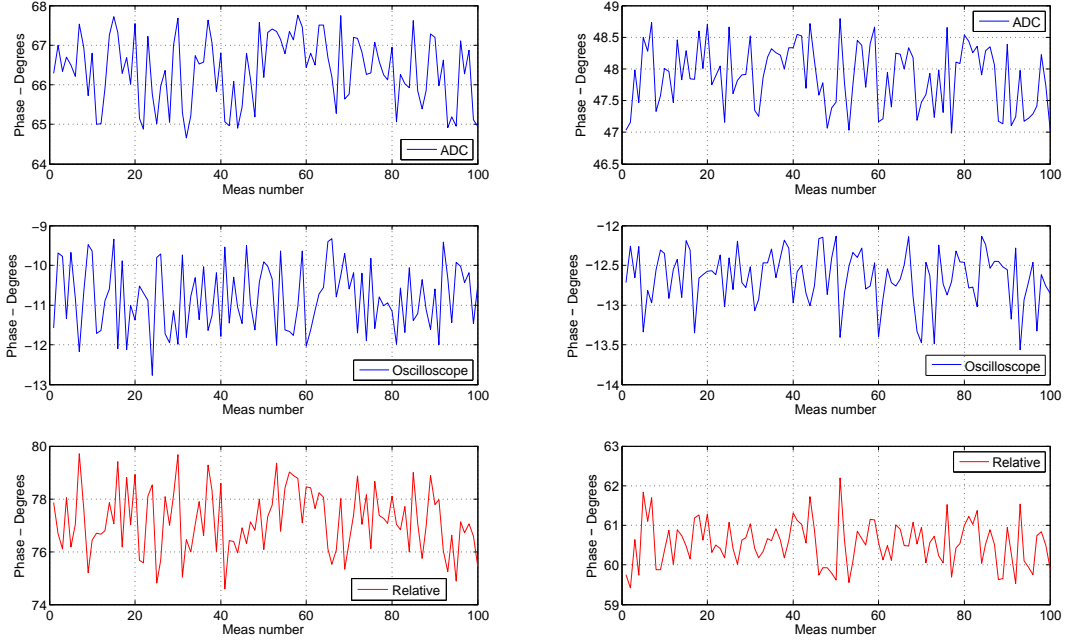 68
67
66
65
64
0 20 40 60 80 100
Phase − Degrees
Meas number
ADC
49
48.5
48
47.5
47
46.5
0 20 40 60 80 100
Phase − Degrees
Meas number
ADC
−9
−10
−11
−12
−13
0 20 40 60 80 100
Phase − Degrees
Meas number
Oscilloscope
−12
−12.5
−13
−13.5
−14
0 20 40 60 80 100
Phase − Degrees
Meas number
Oscilloscope
80
78
76
74
0 20 40 60 80 100
Phase − Degrees
Meas number
Relative
63
62
61
60
59
0 20 40 60 80 100
Phase − Degrees
Meas number
Relative